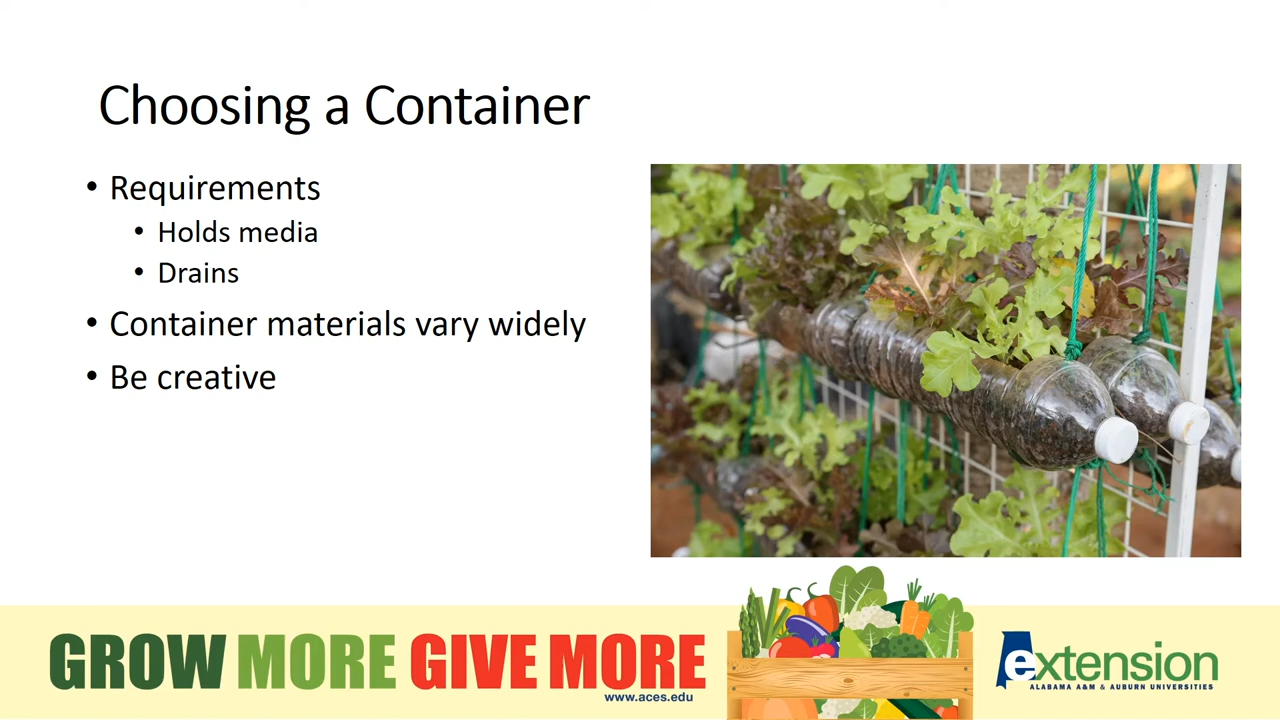 Choosing a Container
• Requirements
• Holds media
• Drains
• Container materials vary widely
• Be creative
GROW MORE GIVE MORE
www.aces.edu
extension
ALABAMA A&M & AUBURN UNIVERSITIES